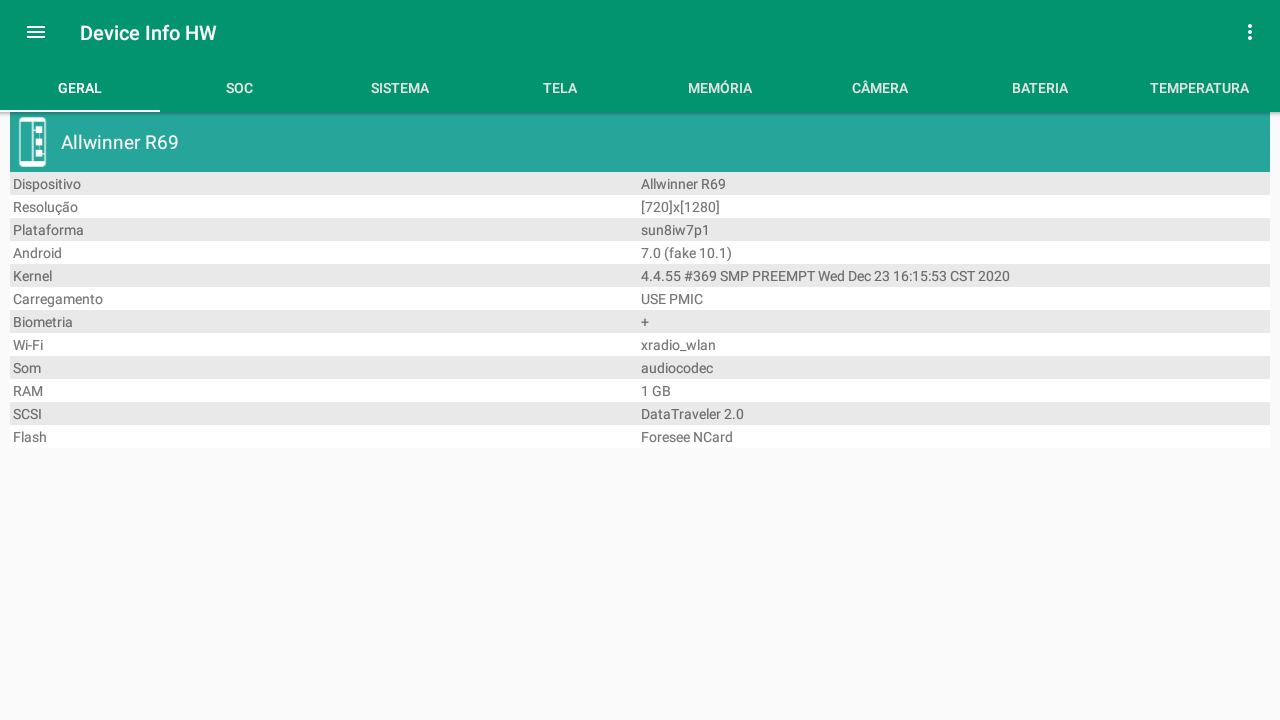 Device Info HW
GERAL SOC SISTEMA TELA MEMÓRIA CÂMERA BATERIA TEMPERATURA
Allwinner R69
Dispositivo Allwinner R69
Resolução [720]x[1280]
Plataforma sun8iw7p1
Android 7.0 (fake 10.1)
Kernel 4.4.55 #369 SMP PREEMPT Wed Dec 23 16:15:53 CST 2020
Carregamento USE PMIC
Biometria +
Wi-Fi xradio_wlan
Som audiocodec
RAM 1 GB
SCSI DataTraveler 2.0
Flash Foresee NCard